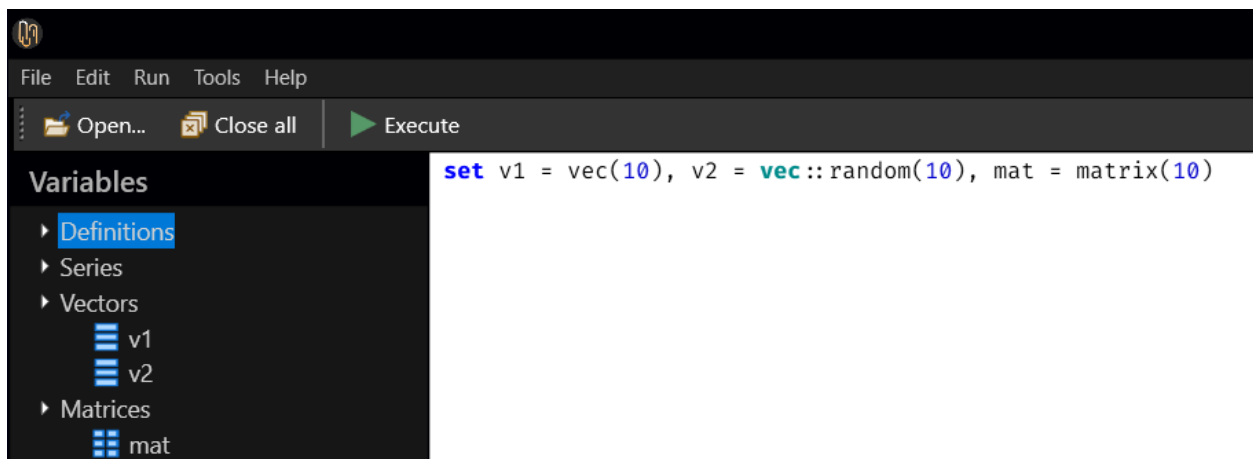 File Edit Run Tools Help
Open... Close all Execute
Variables
Definitions
Series
Vectors
v1
v2
Matrices
mat
set v1 = vec(10), v2 = vec::random(10), mat = matrix(10)